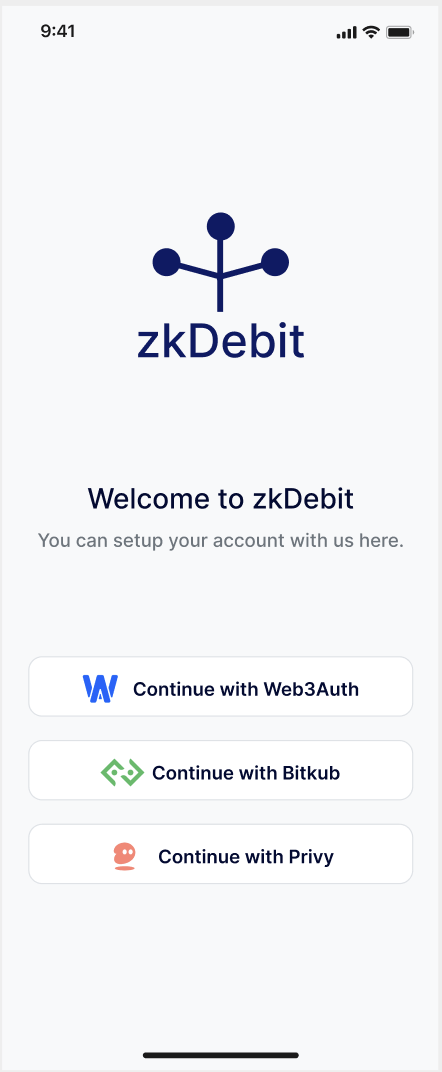 9:41
zkDebit
Welcome to zkDebit
You can setup your account with us here.
Continue with Web3Auth
Continue with Bitkub
Continue with Privy